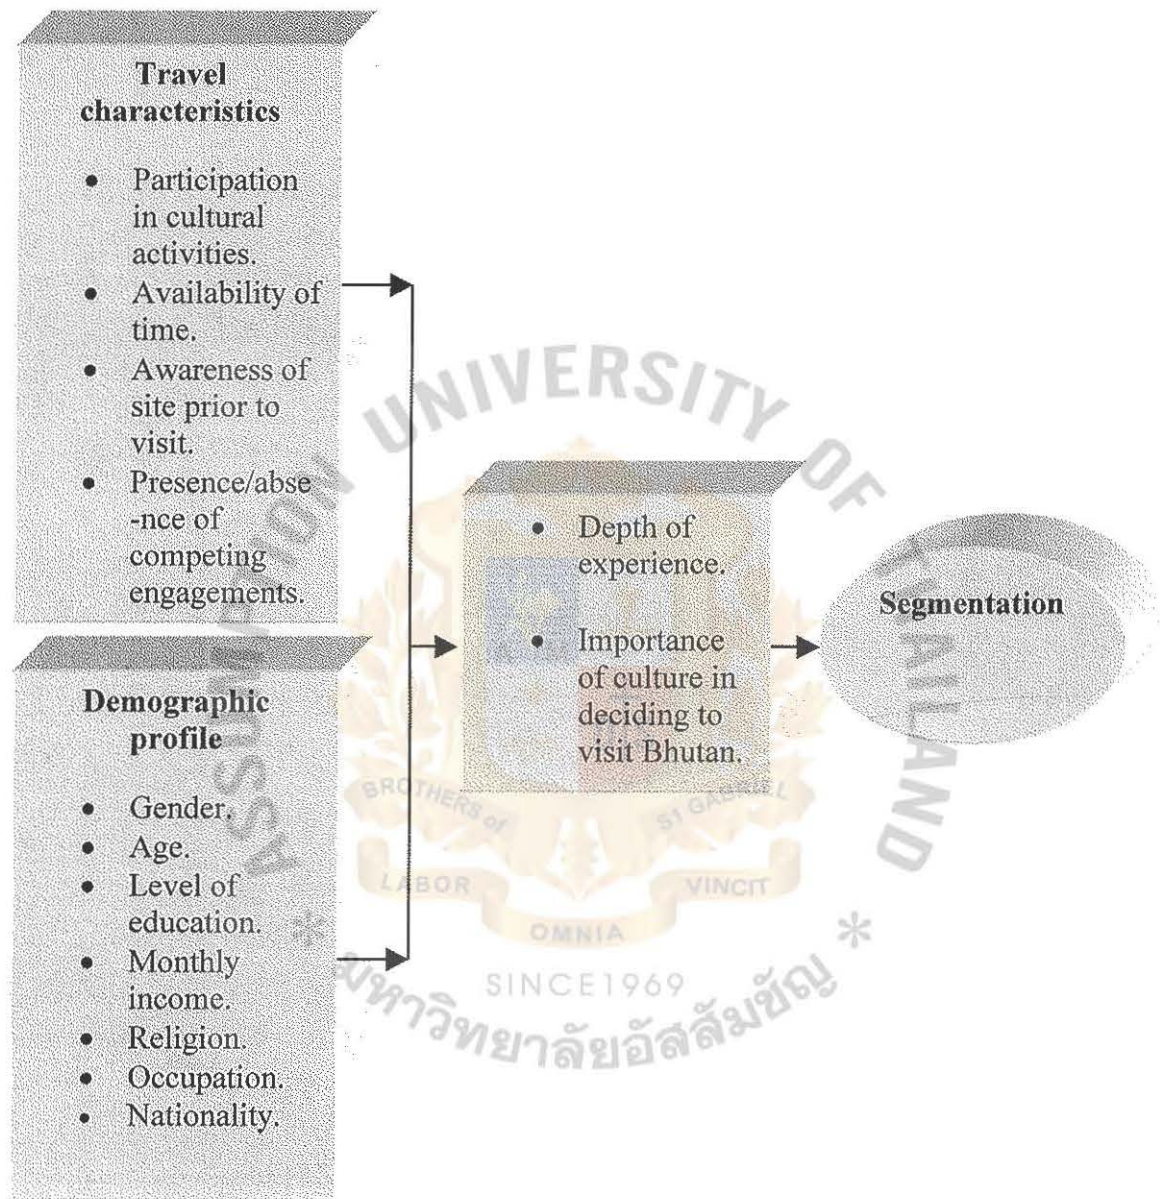 Travel
characteristics
• Participation
in cultural
activities.
• Availability of
time.
• Awareness of
site prior to
visit.
• Presence/abse
-nce of
competing
engagements.
Demographic
profile
• Gender.
• Age.
• Level of
education.
• Monthly
income.
• Religion.
• Occupation.
• Nationality.
• Depth of
experience.
• Importance
of culture in
deciding to
visit Bhutan.
Segmentation
ASSUMPTION UNIVERSITY OF THAILAND
BROTHERS of ST GABRIEL
LABOR
OMNIA
VINCIT
SINCE1969
* มหาวิทยาลัยอัสสัมชัญ *